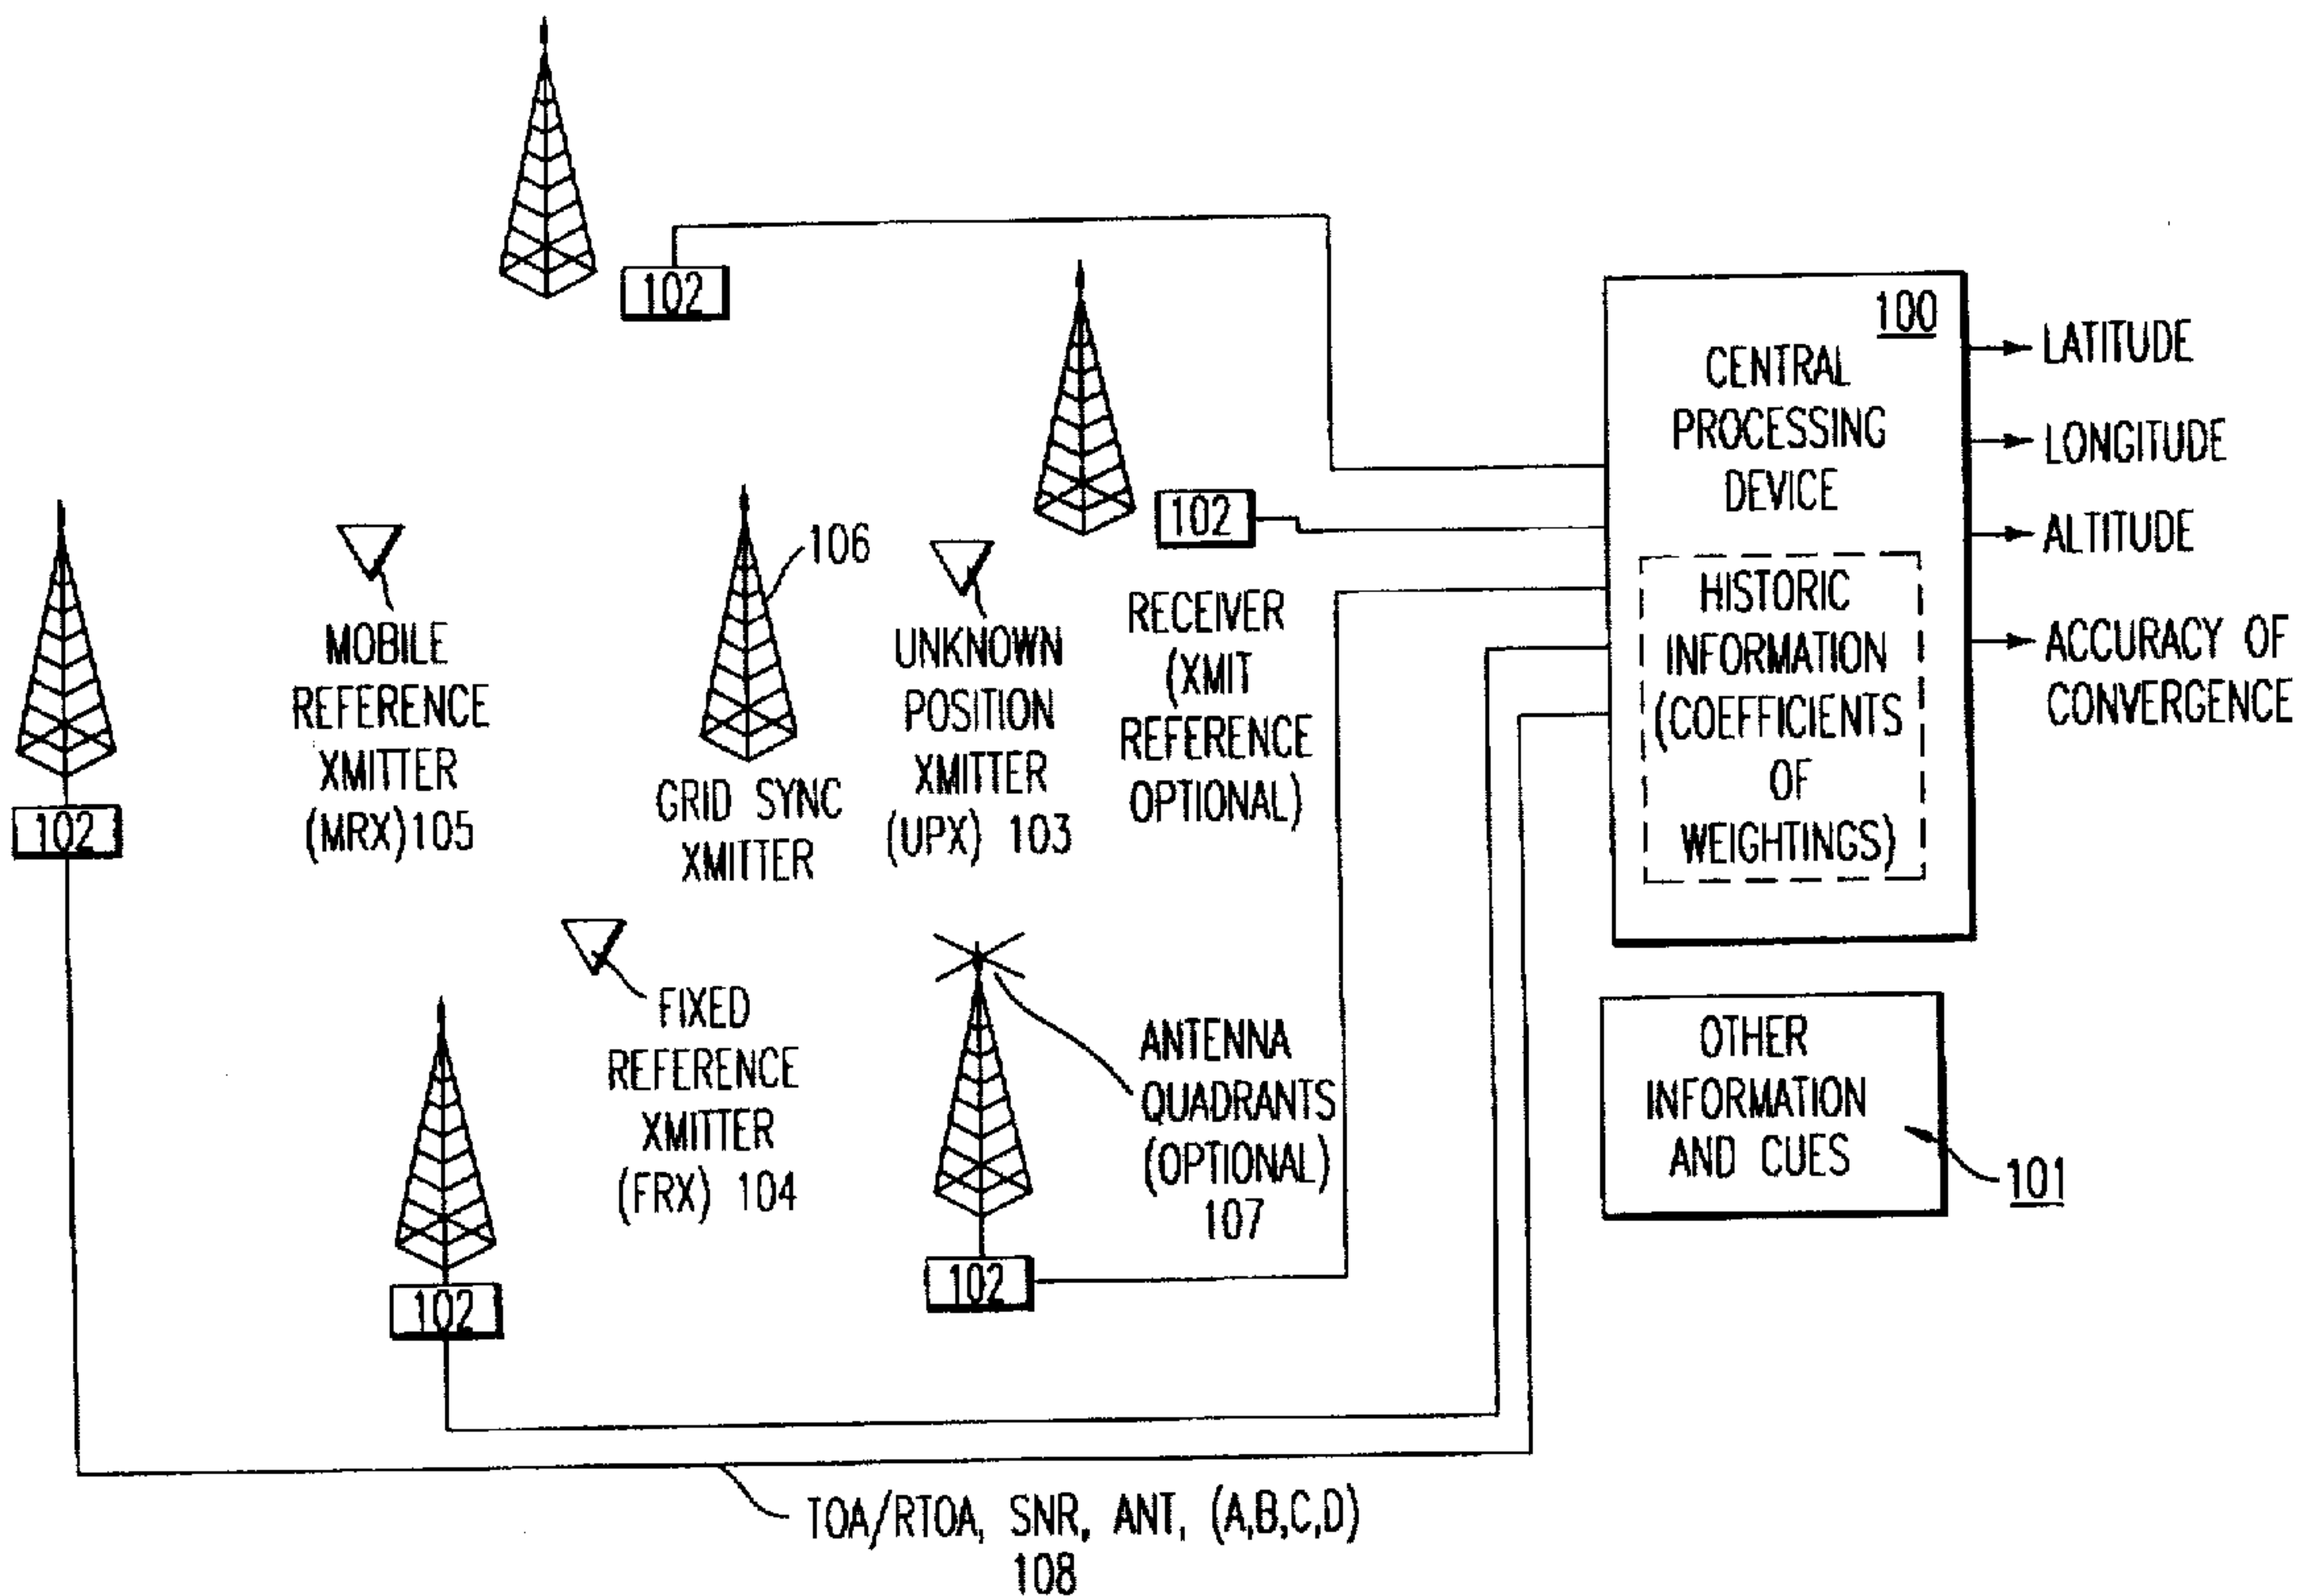 102
100
CENTRAL
PROCESSING
DEVICE
LATITUDE
LONGITUDE
ALTITUDE
ACCURACY OF
CONVERGENCE
HISTORIC
INFORMATION
(COEFFICIENTS
OF
WEIGHTINGS)
102
RECEIVER
(XMIT
REFERENCE
OPTIONAL)
106
GRID SYNC
XMITTER
UNKNOWN
POSITION
XMITTER
(UPX) 103
MOBILE
REFERENCE
XMITTER
(MRX)105
102
FIXED
REFERENCE
XMITTER
(FRX) 104
ANTENNA
QUADRANTS
(OPTIONAL)
107
OTHER
INFORMATION
AND CUES
101
102
102
TOA/RTOA, SNR, ANT, (A,B,C,D)
108